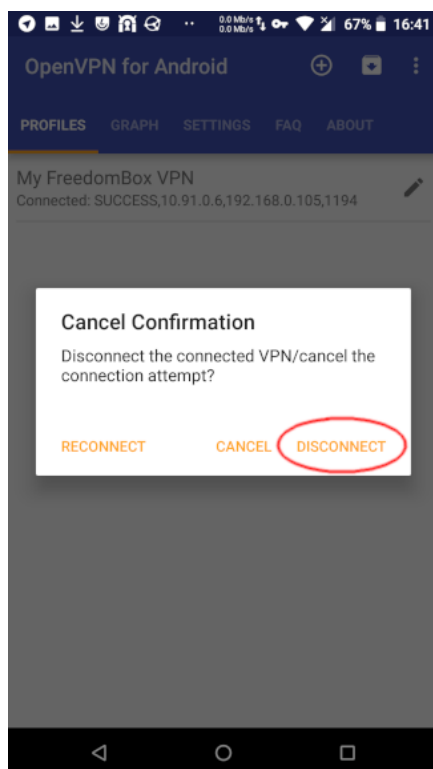 0.0 Mb/s
0.0 Mb/s
67% 16:41
OpenVPN for Android
PROFILES GRAPH SETTINGS FAQ ABOUT
My FreedomBox VPN
Connected: SUCCESS,10.91.0.6,192.168.0.105,1194
Cancel Confirmation
Disconnect the connected VPN/cancel the
connection attempt?
RECONNECT CANCEL DISCONNECT